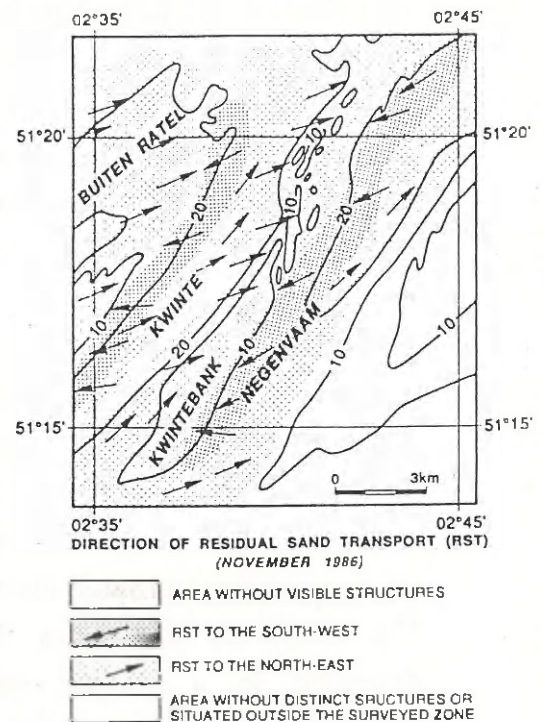 02°35' 02°45'
51°20' 51°20'
BUITEN RATEL
10
20
10
20
KWINTE
10
20
10
10
NEGENVAAM
10
KWINTEBANK
51°15' 51°15'
0 3km
02°35' 02°45'
DIRECTION OF RESIDUAL SAND TRANSPORT (RST)
(NOVEMBER 1986)
AREA WITHOUT VISIBLE STRUCTURES
RST TO THE SOUTH-WEST
RST TO THE NORTH-EAST
AREA WITHOUT DISTINCT SRUCTURES OR
SITUATED OUTSIDE THE SURVEYED ZONE